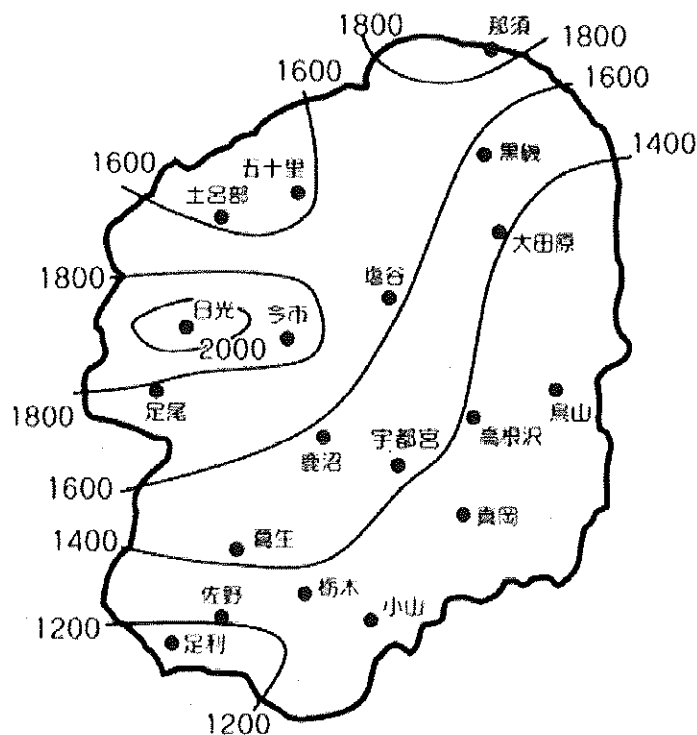 1800
那須
1800
1600
1600
1400
黒磯
1600
五十里
土呂部
大田原
1800
塩谷
日光
今市
2000
1800
足尾
烏山
鹿沼
宇都宮
高根沢
1600
真岡
1400
栃木
佐野
小山
1200
足利
1200